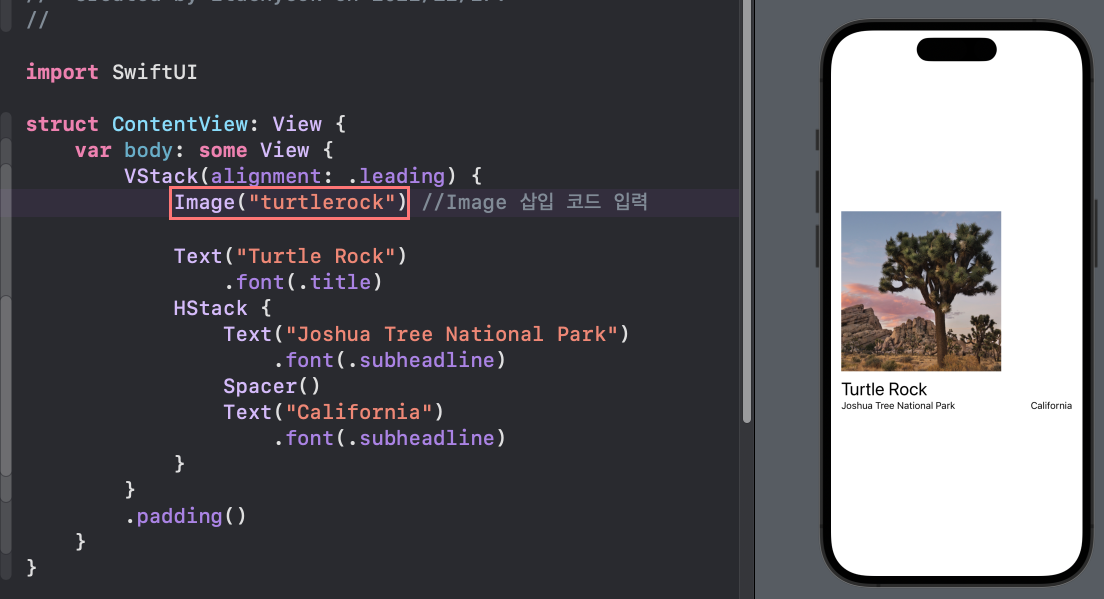 //
import SwiftUI
struct ContentView: View {
var body: some View {
VStack(alignment: .leading) {
Image("turtlerock") //Image 삽입 코드 입력
Text("Turtle Rock")
.font(.title)
HStack {
Text("Joshua Tree National Park")
.font(.subheadline)
Spacer()
Text("California")
.font(.subheadline)
}
}
.padding()
}
}
Turtle Rock
Joshua Tree National Park California